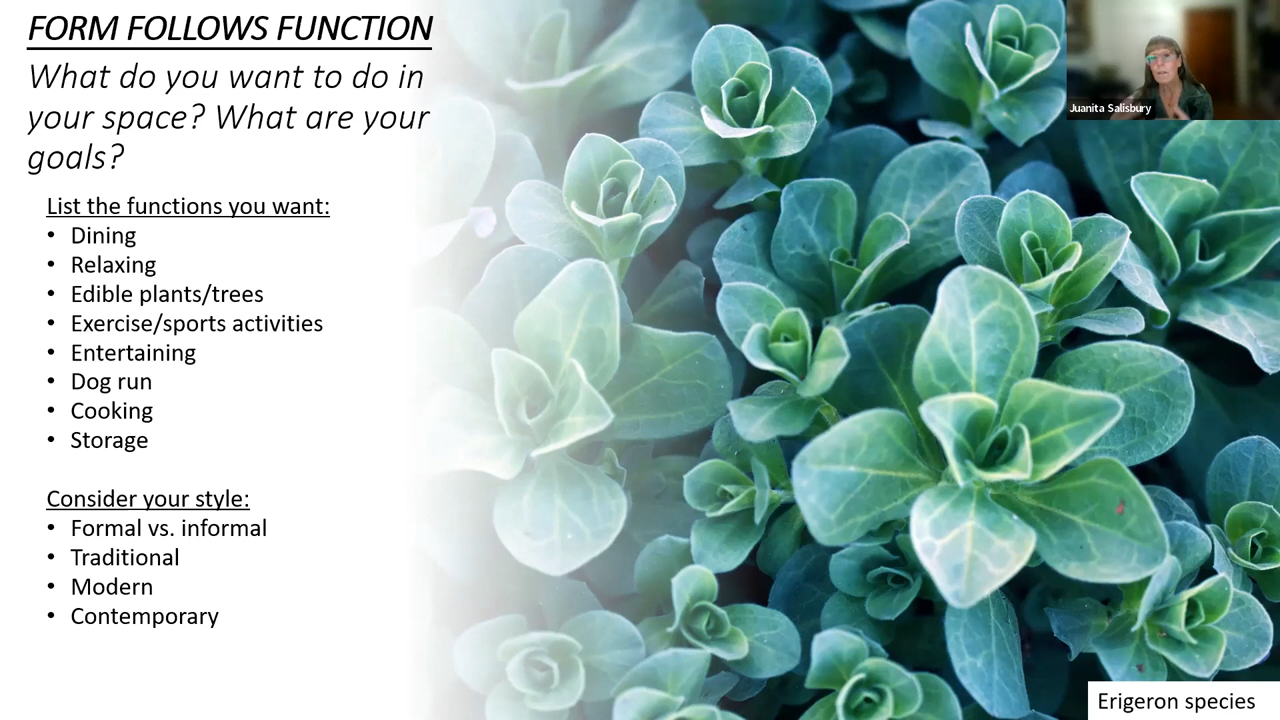 FORM FOLLOWS FUNCTION
What do you want to do in
your space? What are your
goals?
List the functions you want:
• Dining
• Relaxing
• Edible plants/trees
• Exercise/sports activities
• Entertaining
• Dog run
• Cooking
• Storage
Consider your style:
• Formal vs. informal
• Traditional
• Modern
• Contemporary
Juanita Salisbury
Erigeron species